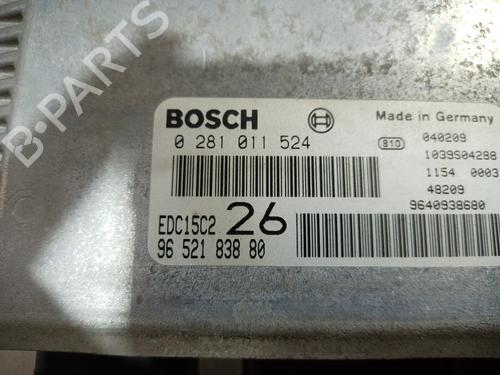 B-PARTS
BOSCH
Made in Germany
0 281 011 524
810
040209
1039S04288
1154 0003
48209
9640938680
EDC15C2 26
96 521 838 80